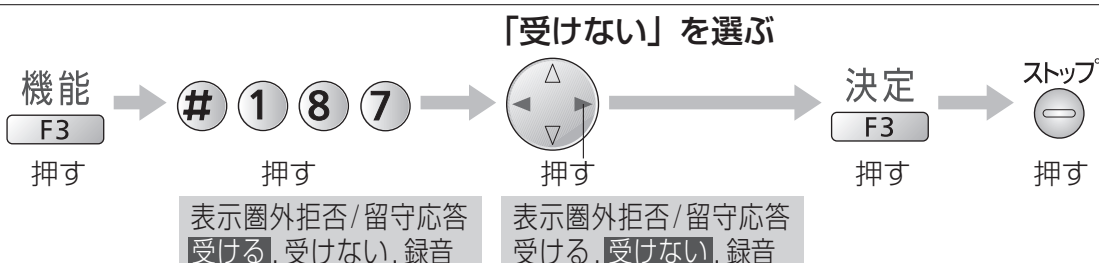 「受けない」を選ぶ
機能
F3
押す
# 1 8 7
押す
押す
決定
F3
押す
ストップ
押す
表示圏外拒否/留守応答
受ける,受けない,録音
表示圏外拒否/留守応答
受ける,受けない,録音